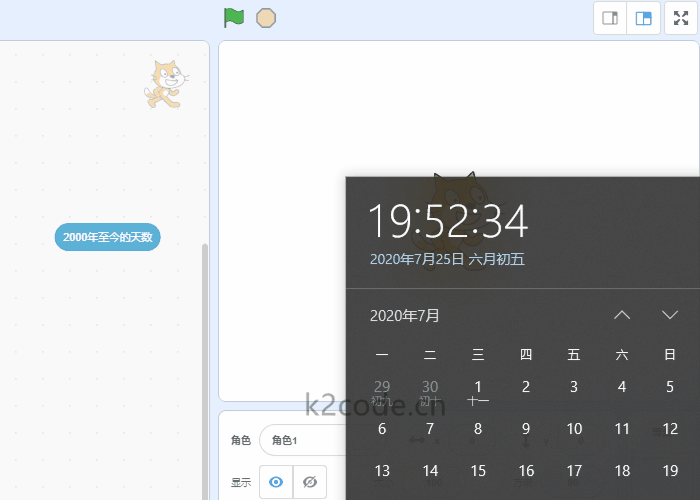 2000年至今的天数
19:52:34
2020年7月25日 六月初五
2020年7月
一 二 三 四 五 六 日
29 30 1 2 3 4 5
初九 初十 十一
6 7 8 9 10 11 12
13 14 15 16 17 18 19
k2code.cn
角色 角色1
显示